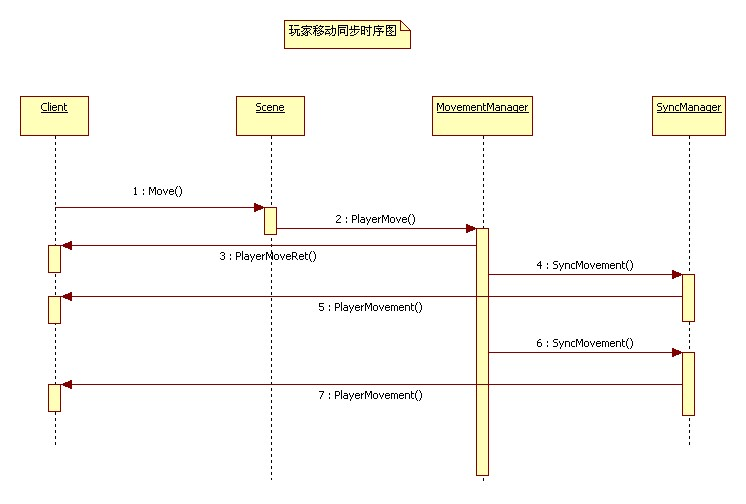 玩家移动同步时序图
Client
Scene
MovementManager
SyncManager
1 : Move()
2 : PlayerMove()
3 : PlayerMoveRet()
4 : SyncMovement()
5 : PlayerMovement()
6 : SyncMovement()
7 : PlayerMovement()